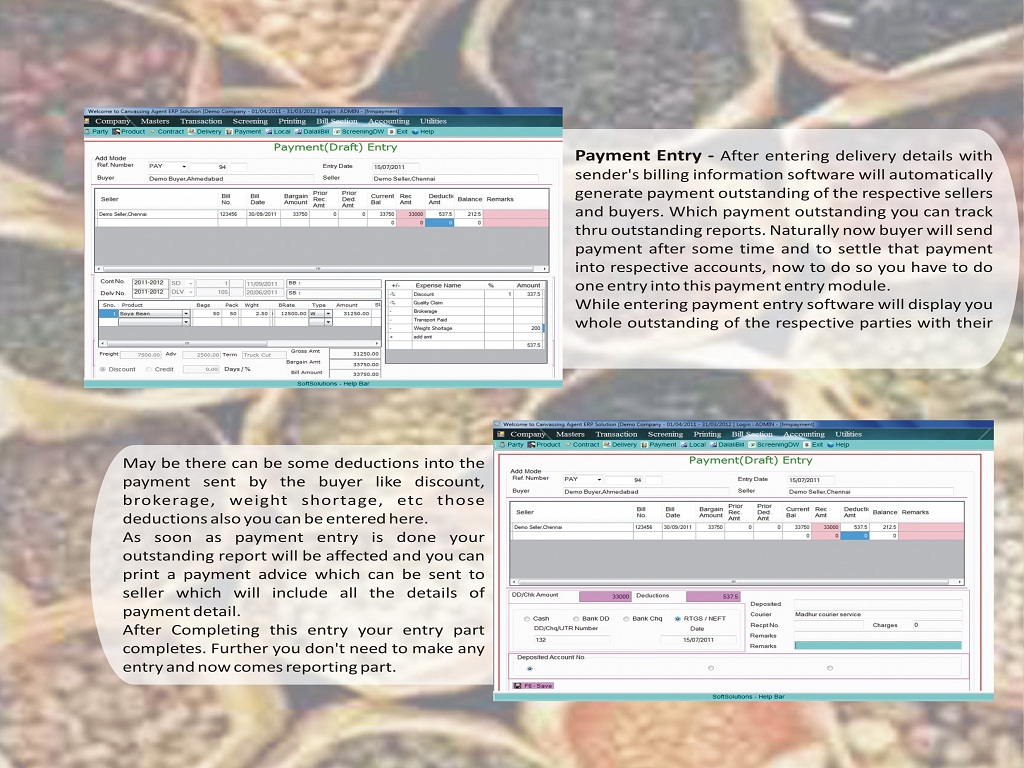 Welcome to Canvassing Agent ERP Solution [Demo Company - 01/04/2011 - 31/03/2012 ] Login : ADMIN - [frmpayment]
Company Masters Transaction Screening Printing Bill Section Accounting Utilities
Party Product Contract Delivery Payment Local DalaliBill ScreeningDW Exit Help
Payment(Draft) Entry
Add Mode
Ref.Number PAY 94 Entry Date 15/07/2011
Buyer Demo Buyer,Ahmedabad Seller Demo Seller,Chennai
Seller Bill No. Bill Date Bargain Amount Prior Rec Amt Prior Ded. Amt Current Bal Rec Amt Deductic Amt Balance Remarks
Demo Seller,Chennai 123456 30/09/2011 33750 0 0 33750 33000 537.5 212.5
0 0
Cont No. 2011-2012 SD 1 11/09/2011 BB :
Delv No. 2011-2012 DLV 105 20/06/2011 SB :
Sno. Product Bags Pack Wght BRate Type Amount
1 Soya Bean 50 50 2.50 12500.00 W 31250.00
Freight 7500.00 Adv 2500.00 Term Truck Cut
Discount Credit 0.00 Days / %
Gross Amt 31250.00
Bargain Amt 33750.00
Bill Amount 33750.00
+/- Expense Name % Amount
Discount 1 337.5
Quality Claim
- Brokerage
- Transport Paid
- Weight Shortage 200
+ add amt
537.5
SoftSolutions - Help Bar
Payment Entry - After entering delivery details with
sender's billing information software will automatically
generate payment outstanding of the respective sellers
and buyers. Which payment outstanding you can track
thru outstanding reports. Naturally now buyer will send
payment after some time and to settle that payment
into respective accounts, now to do so you have to do
one entry into this payment entry module.
While entering payment entry software will display you
whole outstanding of the respective parties with their
May be there can be some deductions into the
payment sent by the buyer like discount,
brokerage, weight shortage, etc those
deductions also you can be entered here.
As soon as payment entry is done your
outstanding report will be affected and you can
print a payment advice which can be sent to
seller which will include all the details of
payment detail.
After Completing this entry your entry part
completes. Further you don't need to make any
entry and now comes reporting part.
Welcome to Canvassing Agent ERP Solution [Demo Company - 01/04/2011 - 31/03/2012 ] Login : ADMIN - [frmpayment]
Company Masters Transaction Screening Printing Bill Section Accounting Utilities
Party Product Contract Delivery Payment Local DalaliBill ScreeningDW Exit Help
Payment(Draft) Entry
Add Mode
Ref.Number PAY 94 Entry Date 15/07/2011
Buyer Demo Buyer,Ahmedabad Seller Demo Seller,Chennai
Seller Bill No. Bill Date Bargain Amount Prior Rec Amt Prior Ded. Amt Current Bal Rec Amt Deductic Amt Balance Remarks
Demo Seller,Chennai 123456 30/09/2011 33750 0 0 33750 33000 537.5 212.5
0 0
DD/Chk Amount 33000 Deductions 537.5
Cash Bank DD Bank Chq RTGS / NEFT
DD/Chq/UTR Number Date
132 15/07/2011
Deposited
Courier Madhur courier service
Recpt No. Charges 0
Remarks
Remarks
Deposited Account No.
F6 - Save
SoftSolutions - Help Bar